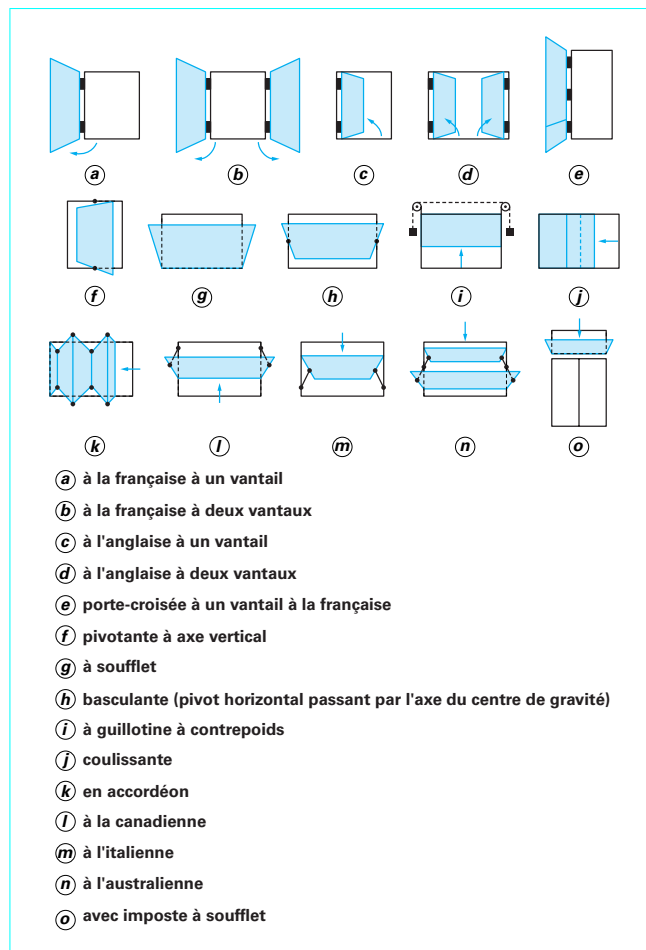 a b c d e
f g h i j
k l m n o
a à la française à un vantail
b à la française à deux vantaux
c à l'anglaise à un vantail
d à l'anglaise à deux vantaux
e porte-croisée à un vantail à la française
f pivotante à axe vertical
g à soufflet
h basculante (pivot horizontal passant par l'axe du centre de gravité)
i à guillotine à contrepoids
j coulissante
k en accordéon
l à la canadienne
m à l'italienne
n à l'australienne
o avec imposte à soufflet